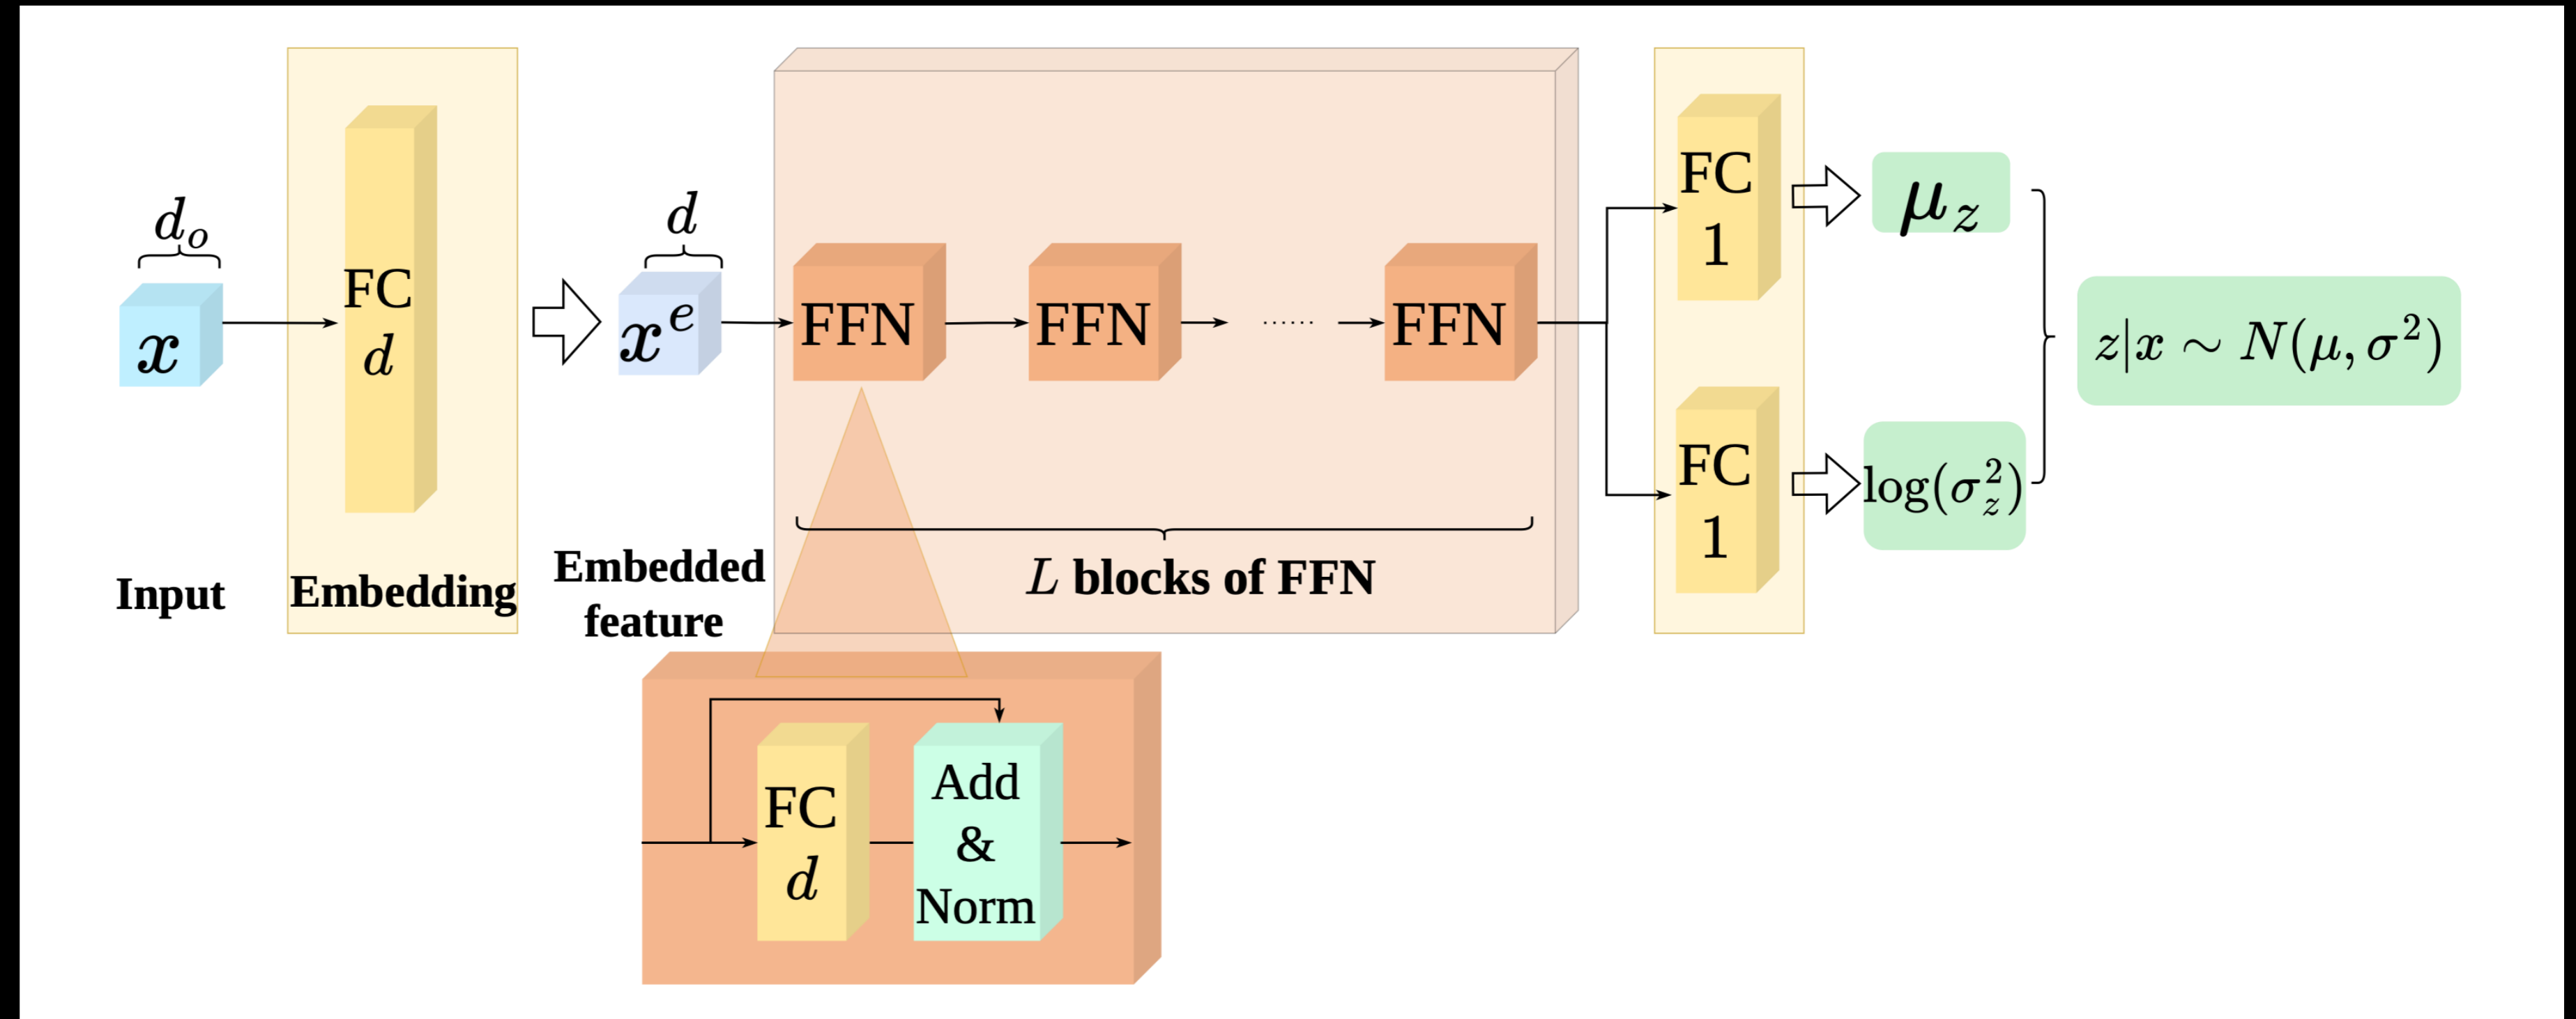 d_o
x
Input
FC
d
Embedding
d
x^e
Embedded
feature
FFN
FFN
......
FFN
L blocks of FFN
FC
d
Add
&
Norm
FC
1
μ_z
FC
1
log(σ_z^2)
z|x ∼ N(μ, σ^2)